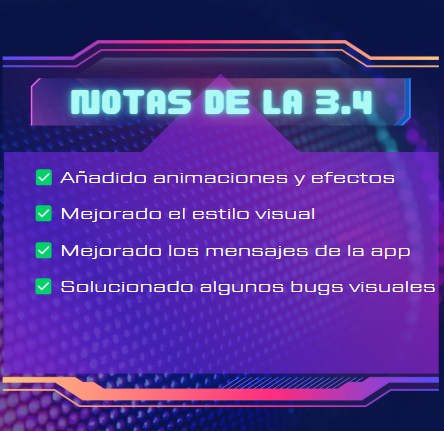 NOTAS DE LA 3.4
✅ Añadido animaciones y efectos
✅ Mejorado el estilo visual
✅ Mejorado los mensajes de la app
✅ Solucionado algunos bugs visuales